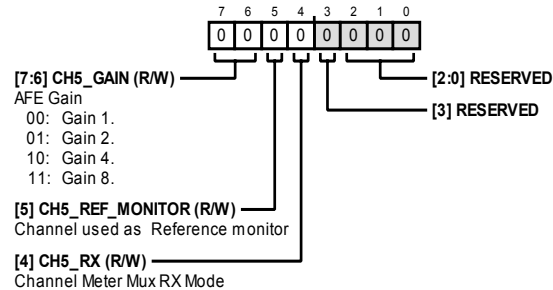 7 6 5 4 3 2 1 0
0 0 0 0 0 0 0 0
[7:6] CH5_GAIN (R/W)
AFE Gain
00: Gain 1.
01: Gain 2.
10: Gain 4.
11: Gain 8.
[5] CH5_REF_MONITOR (R/W)
Channel used as Reference monitor
[4] CH5_RX (R/W)
Channel Meter Mux RX Mode
[2:0] RESERVED
[3] RESERVED